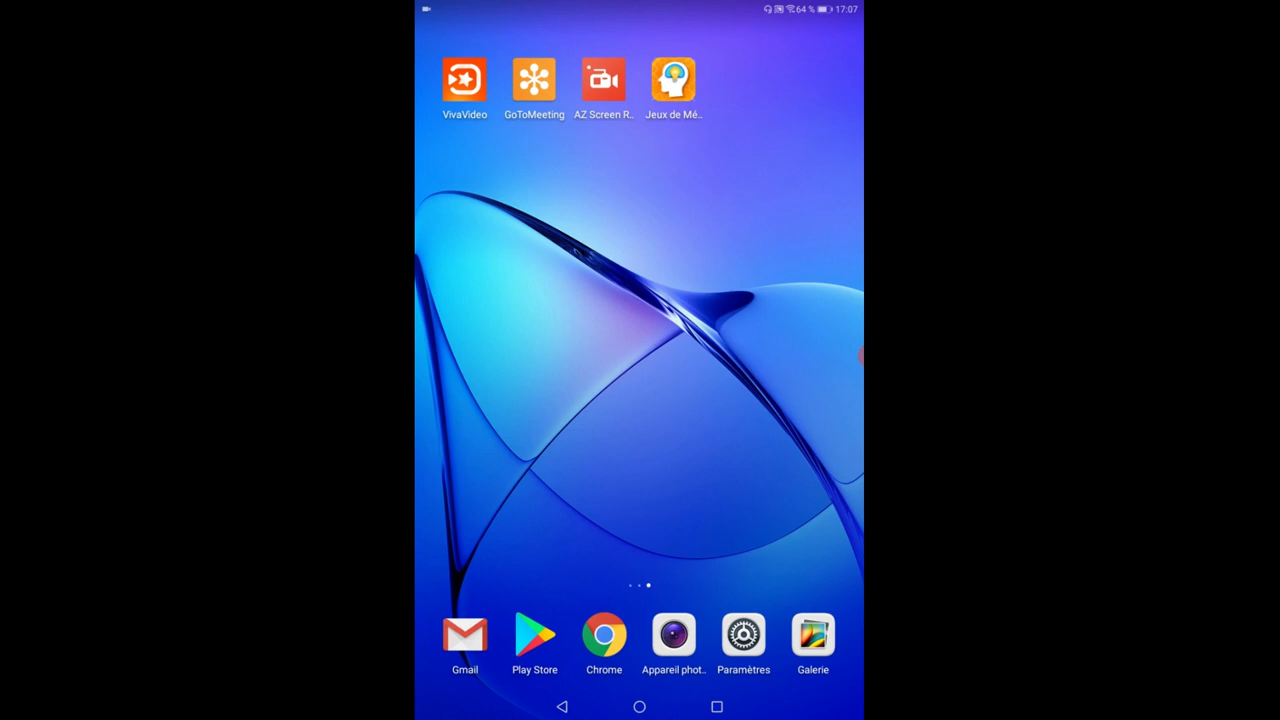 64 % 17:07
VivaVideo GoToMeeting AZ Screen R.. Jeux de Mé..
Gmail Play Store Chrome Appareil phot.. Paramètres Galerie